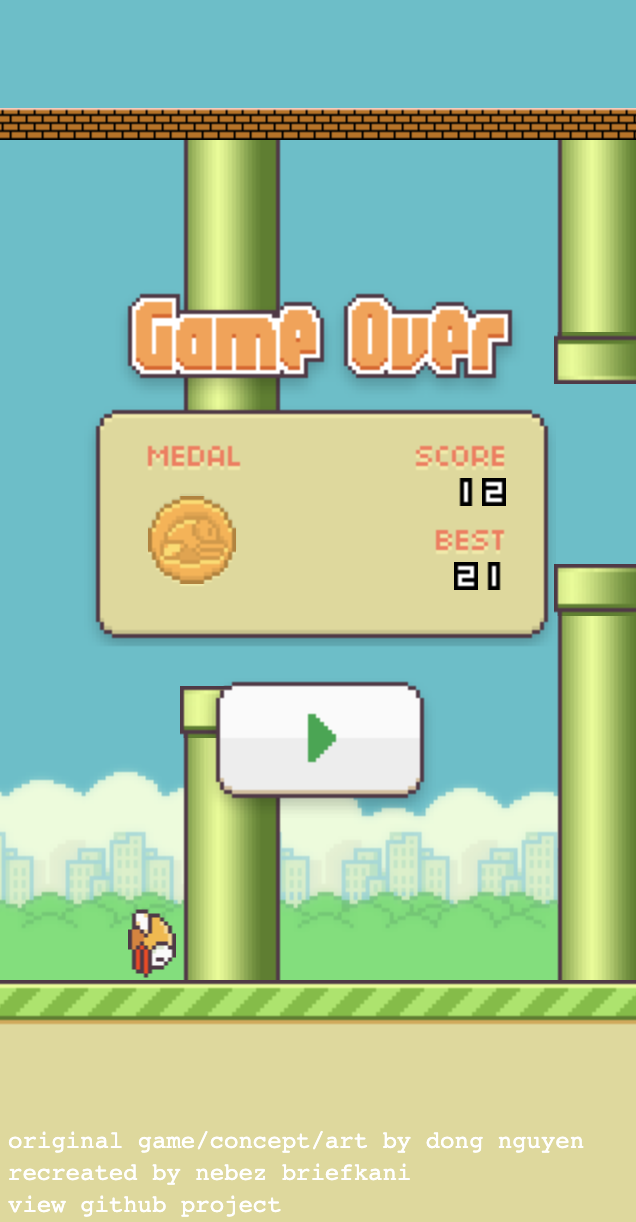 Game Over
MEDAL SCORE
12
BEST
21
original game/concept/art by dong nguyen
recreated by nebez briefkani
view github project